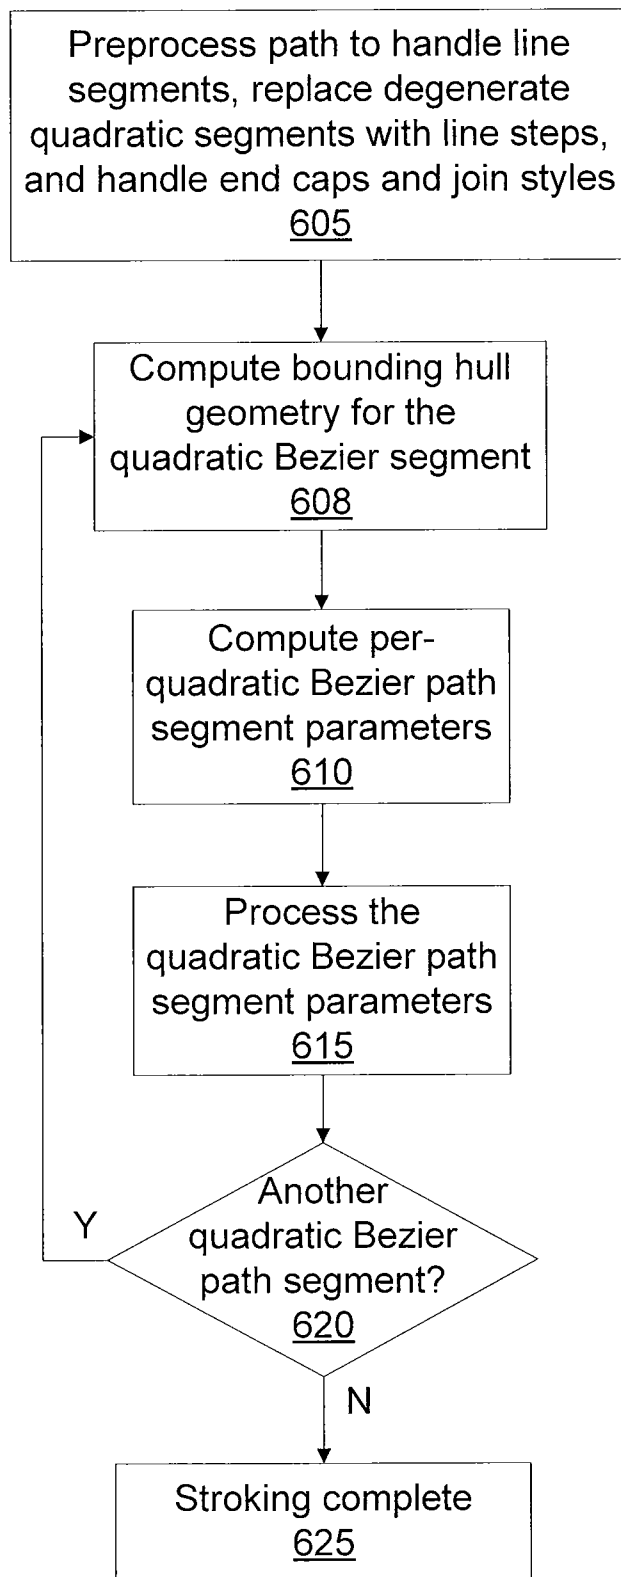 Preprocess path to handle line
segments, replace degenerate
quadratic segments with line steps,
and handle end caps and join styles
605
Compute bounding hull
geometry for the
quadratic Bezier segment
608
Compute per-
quadratic Bezier path
segment parameters
610
Process the
quadratic Bezier path
segment parameters
615
Another
quadratic Bezier
path segment?
620
Y
N
Stroking complete
625